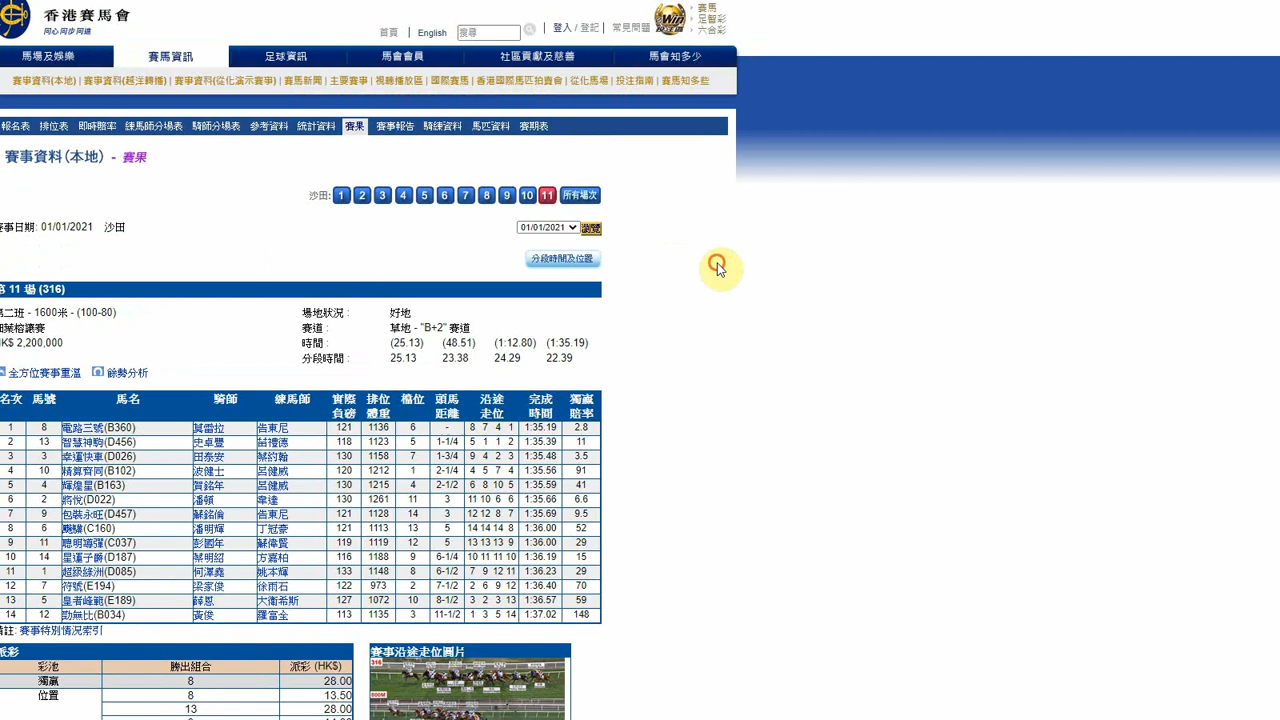 香港賽馬會
同心同步同進
首頁 | English 搜尋 | 登入 / 登記 | 常見問題
Win
賽馬
足智彩
六合彩
馬場及娛樂 賽馬資訊 足球資訊 馬會會員 社區貢獻及慈善 馬會知多少
賽事資料(本地) | 賽事資料(越洋轉播) | 賽事資料(從化演示賽事) | 賽馬新聞 | 主要賽事 | 視聽播放區 | 國際賽馬 | 香港國際馬匹拍賣會 | 從化馬場 | 投注指南 | 賽馬知多些
報名表 排位表 即時賠率 練馬師分場表 騎師分場表 參考資料 統計資料 賽果 賽事報告 騎練資料 馬匹資料 賽期表
賽事資料(本地) - 賽果
沙田: 1 2 3 4 5 6 7 8 9 10 11 所有場次
賽事日期: 01/01/2021 沙田 01/01/2021 瀏覽
分段時間及位置
第 11 場 (316)
第二班 - 1600米 - (100-80) 場地狀況 : 好地
細葉榕讓賽 賽道 : 草地 - "B+2" 賽道
HK$ 2,200,000 時間 : (25.13) (48.51) (1:12.80) (1:35.19)
分段時間 : 25.13 23.38 24.29 22.39
全方位賽事重溫 餘勢分析
名次 馬號 馬名 騎師 練馬師 實際負磅 排位體重 檔位 頭馬距離 沿途走位 完成時間 獨贏賠率
1 8 電路三號(B360) 莫雷拉 告東尼 121 1136 6 - 8 7 4 1 1:35.19 2.8
2 13 智慧神駒(D456) 史卓豐 苗禮德 118 1123 5 1-1/4 5 1 1 2 1:35.39 11
3 3 幸運快車(D026) 田泰安 蔡約翰 130 1158 7 1-3/4 9 4 2 3 1:35.48 3.5
4 10 精算齊同(B102) 波健士 呂健威 120 1212 1 2-1/4 4 5 7 4 1:35.56 91
5 4 輝煌星(B163) 賀銘年 呂健威 130 1215 4 2-1/2 6 8 10 5 1:35.59 41
6 2 將悅(D022) 潘頓 韋達 130 1261 11 3 11 10 6 6 1:35.66 6.6
7 9 包裝永旺(D457) 蘇銘倫 告東尼 121 1128 14 3 12 12 8 7 1:35.69 9.5
8 6 (C160) 潘明輝 丁冠豪 121 1113 13 5 14 14 14 8 1:36.00 52
9 11 聰明導彈(C037) 彭國年 蘇偉賢 119 1119 12 5 13 13 13 9 1:36.00 29
10 14 星運子爵(D187) 蔡明紹 方嘉柏 116 1188 9 6-1/4 10 11 11 10 1:36.19 15
11 1 超級綠洲(D085) 何澤堯 姚本輝 133 1148 8 6-1/2 7 9 12 11 1:36.23 29
12 7 符號(E194) 梁家俊 徐雨石 122 973 2 7-1/2 2 6 9 12 1:36.40 70
13 5 皇者峰範(E189) 薛恩 大衛希斯 127 1072 10 8-1/2 3 2 3 13 1:36.57 59
14 12 勁無比(B034) 黃俊 羅富全 113 1135 3 11-1/2 1 3 5 14 1:37.02 148
備註: 賽事特別情況索引
派彩 賽事沿途走位圖片
彩池 勝出組合 派彩 (HK$) 316
獨贏 8 28.00
位置 8 13.50 800M
13 28.00